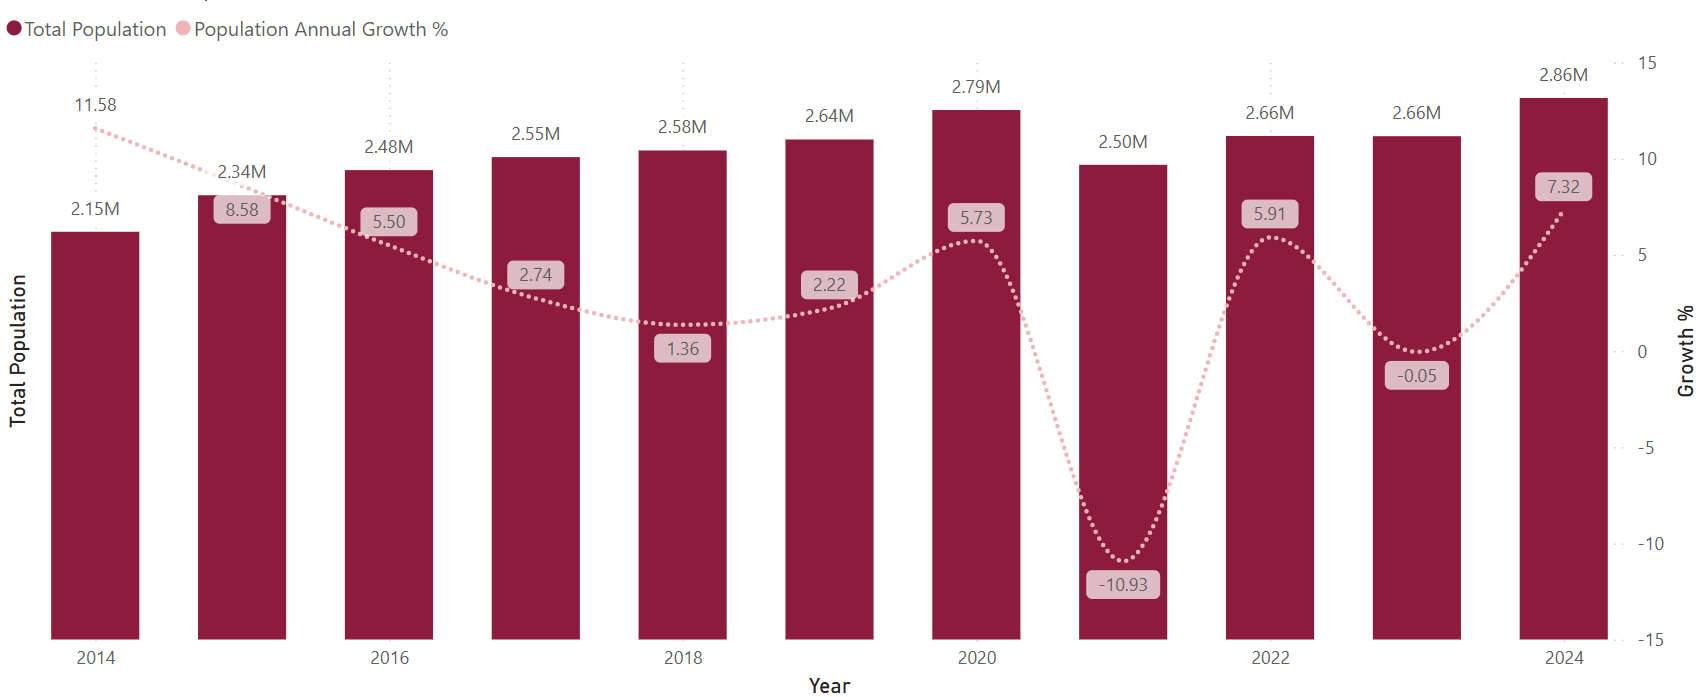 Total Population Population Annual Growth %
15
10
5
0
-5
-10
-15
Growth %
Total Population
11.58
8.58
5.50
2.74
1.36
2.22
5.73
-10.93
5.91
-0.05
7.32
2.15M
2.34M
2.48M
2.55M
2.58M
2.64M
2.79M
2.50M
2.66M
2.66M
2.86M
2014 2016 2018 2020 2022 2024
Year